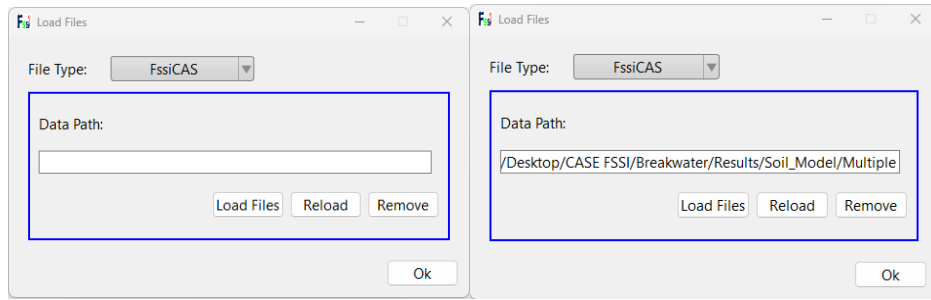 Load Files
File Type: FssiCAS
Data Path:
Load Files Reload Remove
Ok
Load Files
File Type: FssiCAS
Data Path:
/Desktop/CASE FSSI/Breakwater/Results/Soil_Model/Multiple
Load Files Reload Remove
Ok